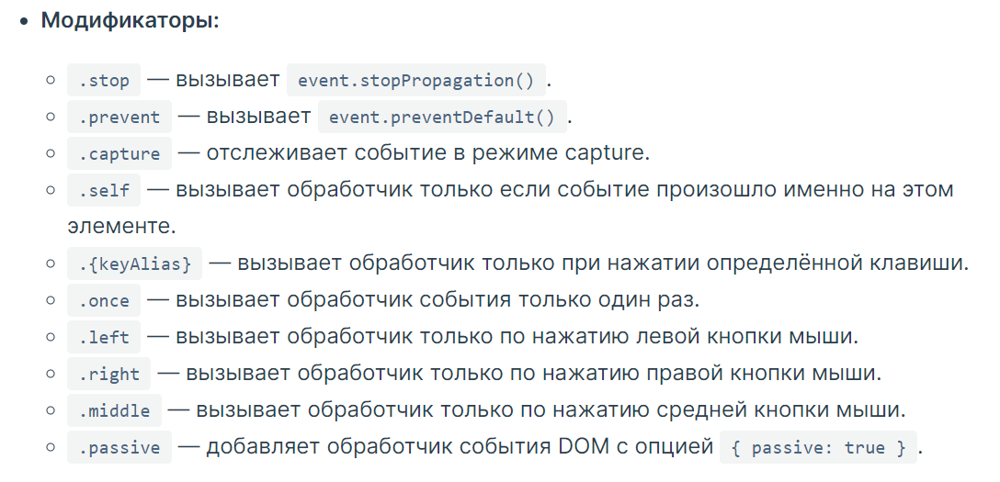 Модификаторы:
.stop — вызывает event.stopPropagation() .
.prevent — вызывает event.preventDefault() .
.capture — отслеживает событие в режиме capture.
.self — вызывает обработчик только если событие произошло именно на этом
элементе.
.{keyAlias} — вызывает обработчик только при нажатии определённой клавиши.
.once — вызывает обработчик события только один раз.
.left — вызывает обработчик только по нажатию левой кнопки мыши.
.right — вызывает обработчик только по нажатию правой кнопки мыши.
.middle — вызывает обработчик только по нажатию средней кнопки мыши.
.passive — добавляет обработчик события DOM с опцией { passive: true } .